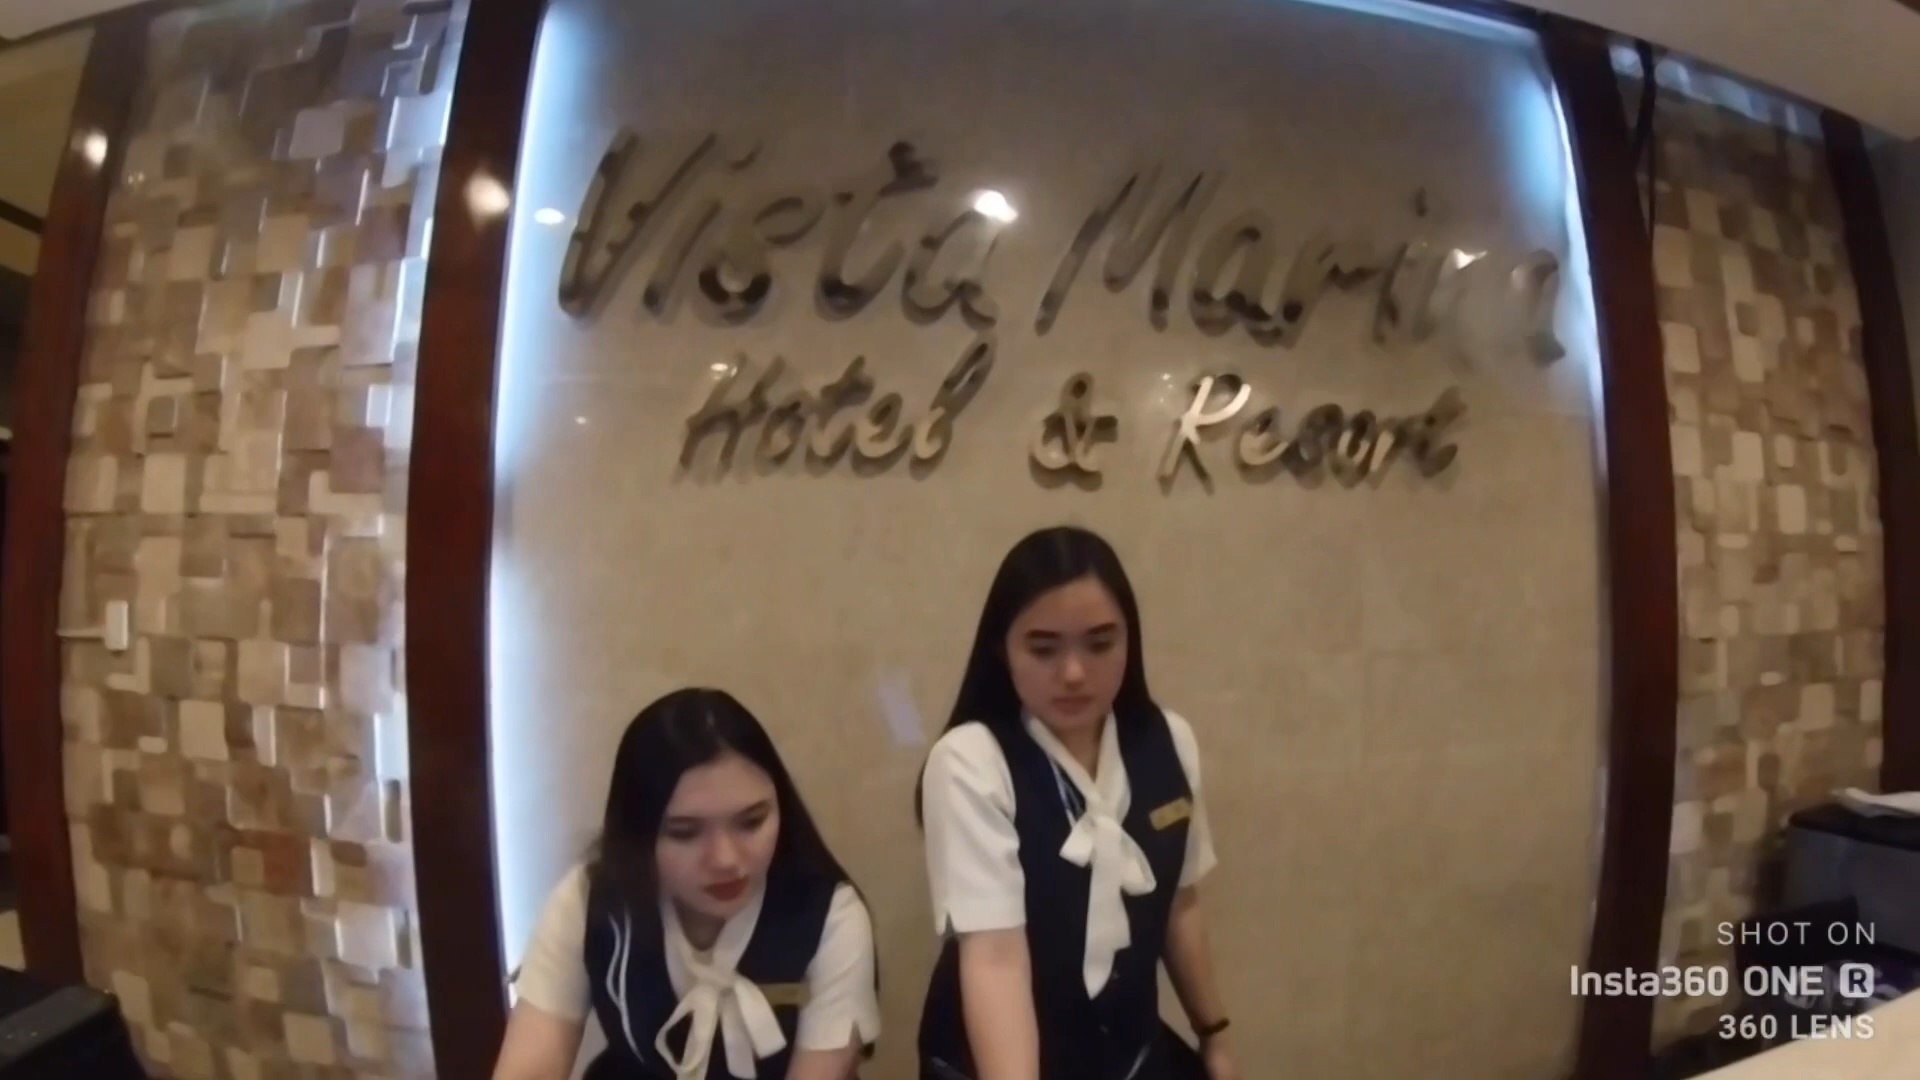 Vista Marina
Hotel & Resort
SHOT ON
Insta360 ONE R
360 LENS